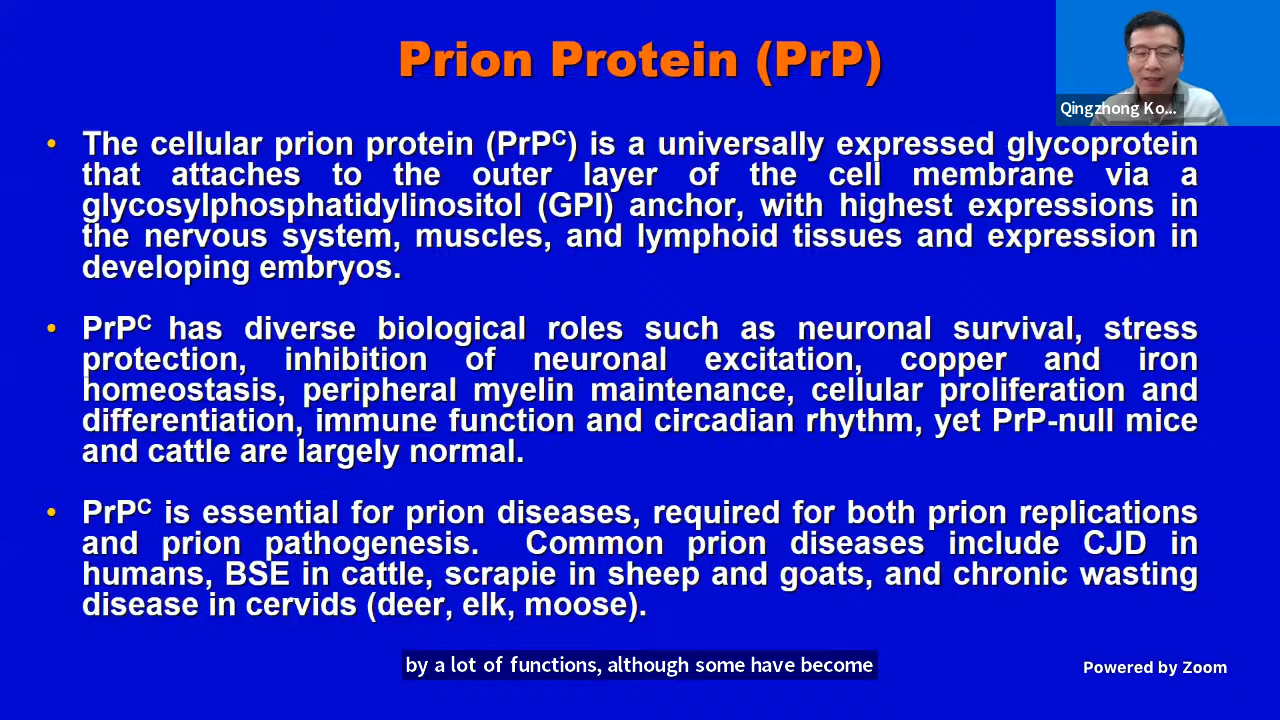 Prion Protein (PrP)
Qingzhong Ko...
• The cellular prion protein (PrPᶜ) is a universally expressed glycoprotein
that attaches to the outer layer of the cell membrane via a
glycosylphosphatidylinositol (GPI) anchor, with highest expressions in
the nervous system, muscles, and lymphoid tissues and expression in
developing embryos.
• PrPᶜ has diverse biological roles such as neuronal survival, stress
protection, inhibition of neuronal excitation, copper and iron
homeostasis, peripheral myelin maintenance, cellular proliferation and
differentiation, immune function and circadian rhythm, yet PrP-null mice
and cattle are largely normal.
• PrPᶜ is essential for prion diseases, required for both prion replications
and prion pathogenesis. Common prion diseases include CJD in
humans, BSE in cattle, scrapie in sheep and goats, and chronic wasting
disease in cervids (deer, elk, moose).
by a lot of functions, although some have become
Powered by Zoom